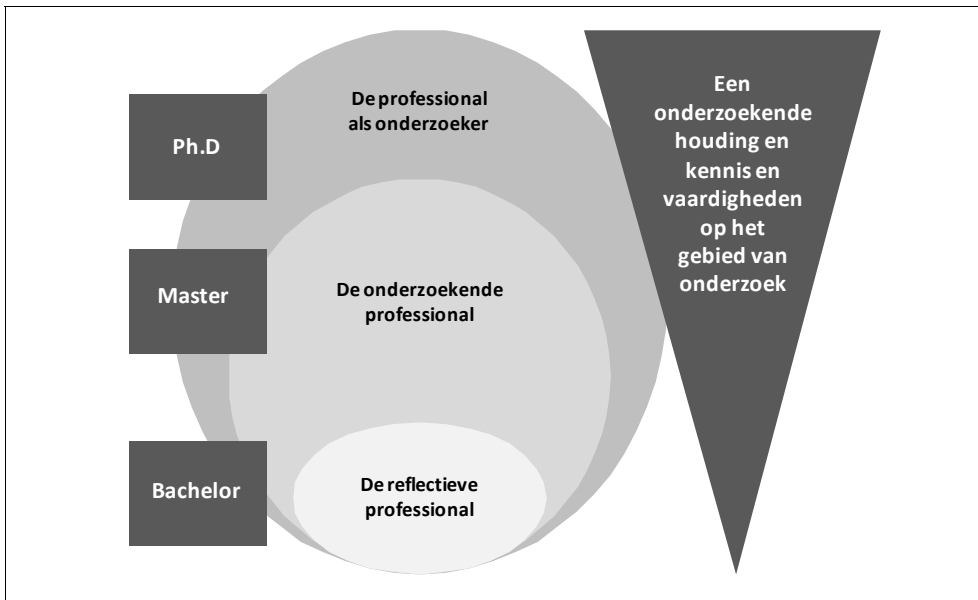 Ph.D
De professional
als onderzoeker
Master
De onderzoekende
professional
Bachelor
De reflectieve
professional
Een
onderzoekende
houding en
kennis en
vaardigheden
op het
gebied van
onderzoek